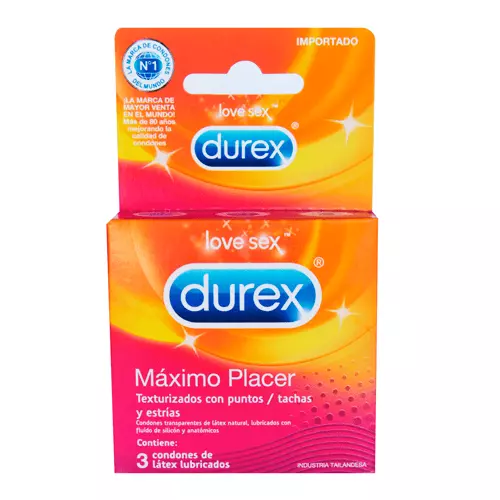 IMPORTADO
LA MARCA DE CONDONES
Nº1
DEL MUNDO
¡LA MARCA DE
MAYOR VENTA
EN EL MUNDO!
Más de 80 años
mejorando la
calidad de
condones
love sex™
durex®
love sex™
durex®
Máximo Placer
Texturizados con puntos / tachas
y estrías
Condones transparentes de látex natural, lubricados con
fluido de silicón y anatómicos
Contiene:
3 condones de
látex lubricados
INDUSTRIA TAILANDESA